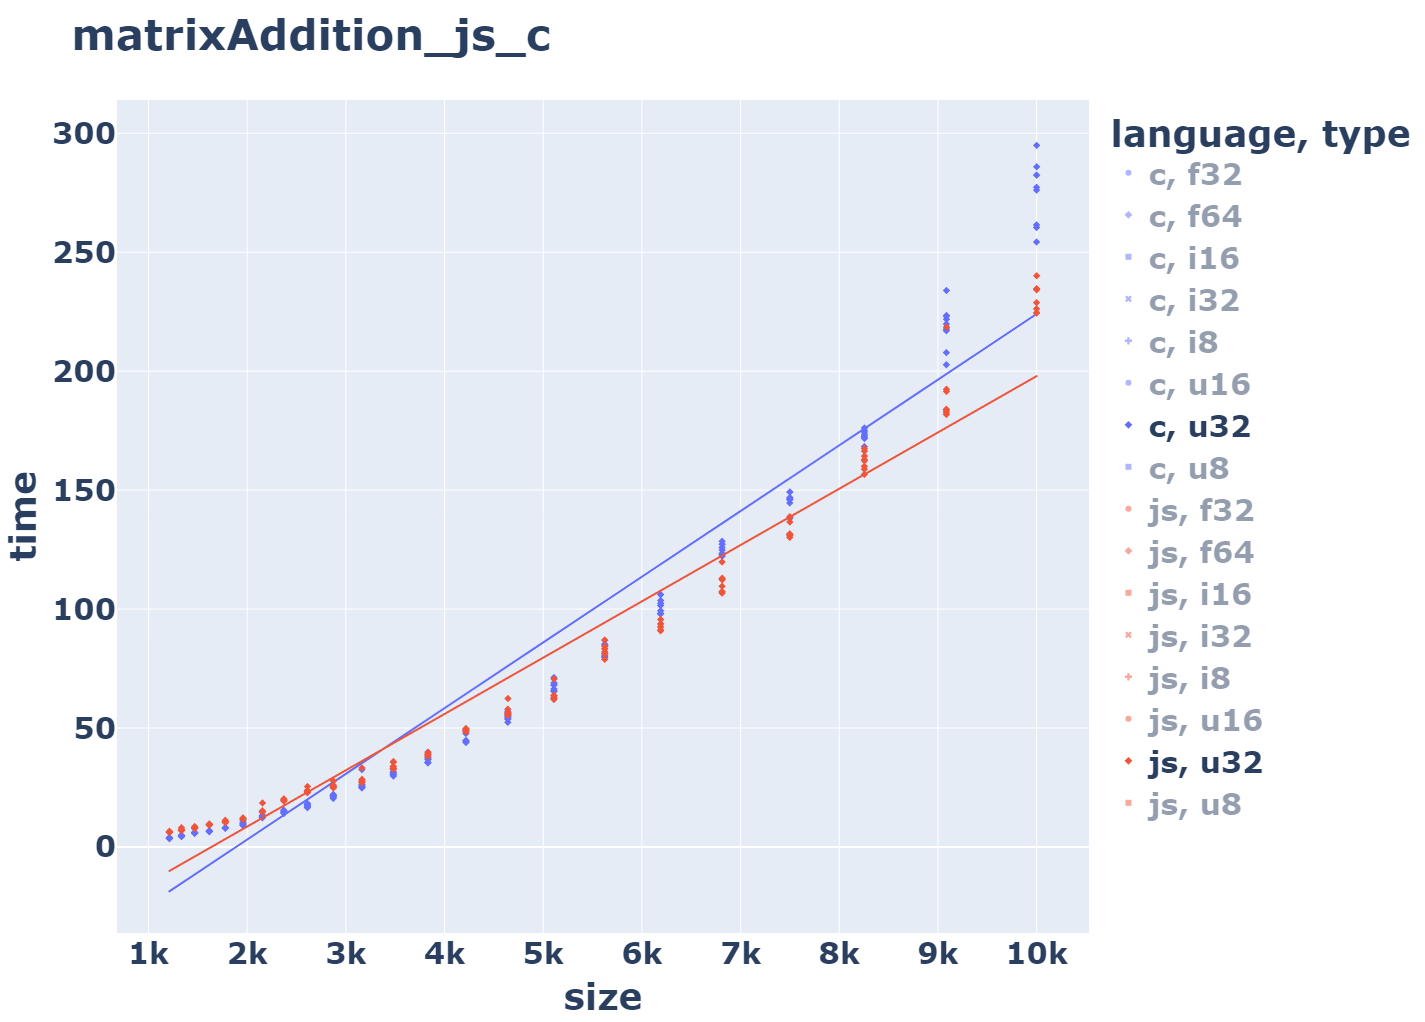 matrixAddition_js_c
language, type
300
250
200
150
100
50
0
time
1k 2k 3k 4k 5k 6k 7k 8k 9k 10k
size
c, f32
c, f64
c, i16
c, i32
c, i8
c, u16
c, u32
c, u8
js, f32
js, f64
js, i16
js, i32
js, i8
js, u16
js, u32
js, u8